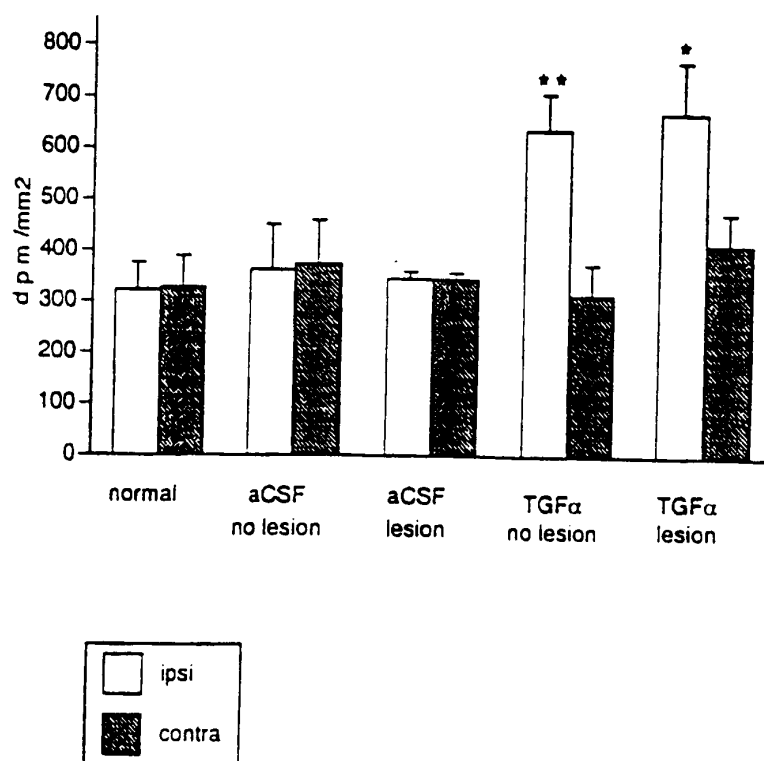 800
700
600
500
400
300
200
100
0
dpm/mm2
★★
★
normal
aCSF
no lesion
aCSF
lesion
TGFα
no lesion
TGFα
lesion
ipsi
contra